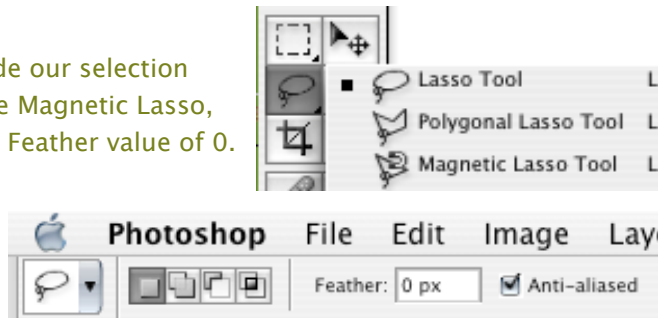 de our selection
e Magnetic Lasso,
Feather value of 0.
Lasso Tool L
Polygonal Lasso Tool L
Magnetic Lasso Tool L
Photoshop File Edit Image Lay
Feather: 0 px Anti-aliased